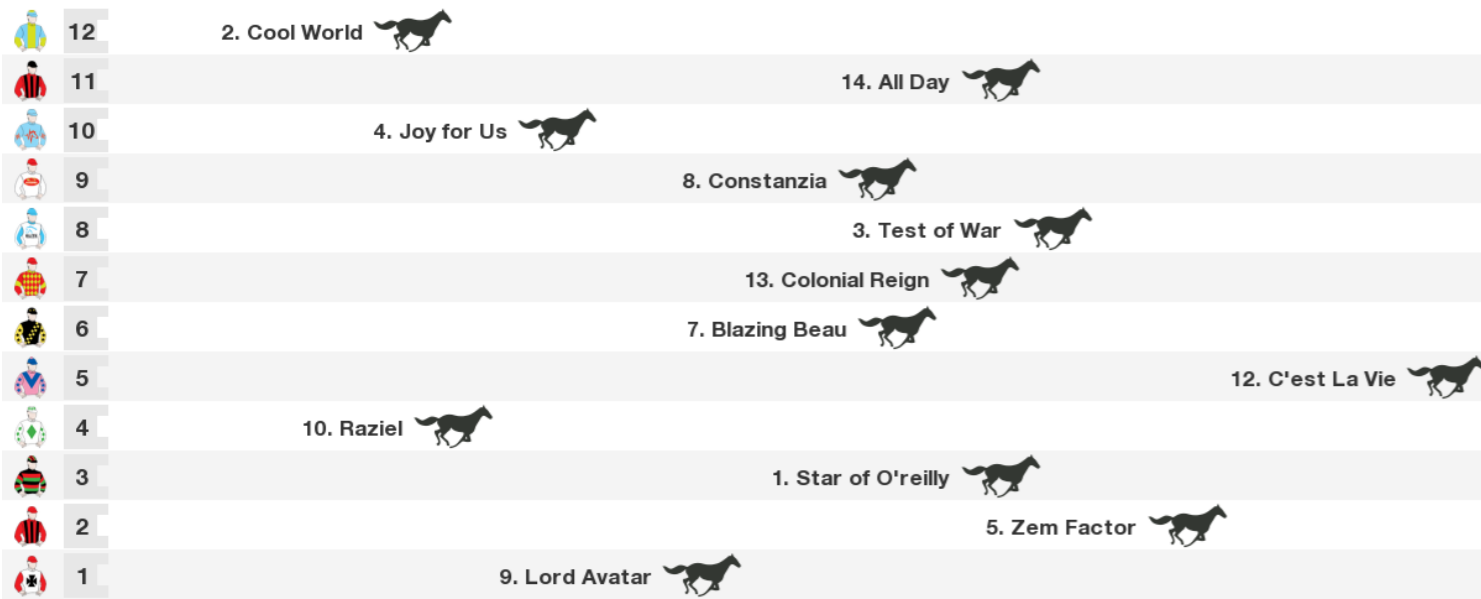 12 2. Cool World
11 14. All Day
10 4. Joy for Us
9 8. Constanzia
8 3. Test of War
7 13. Colonial Reign
6 7. Blazing Beau
5 12. C'est La Vie
4 10. Raziel
3 1. Star of O'reilly
2 5. Zem Factor
1 9. Lord Avatar